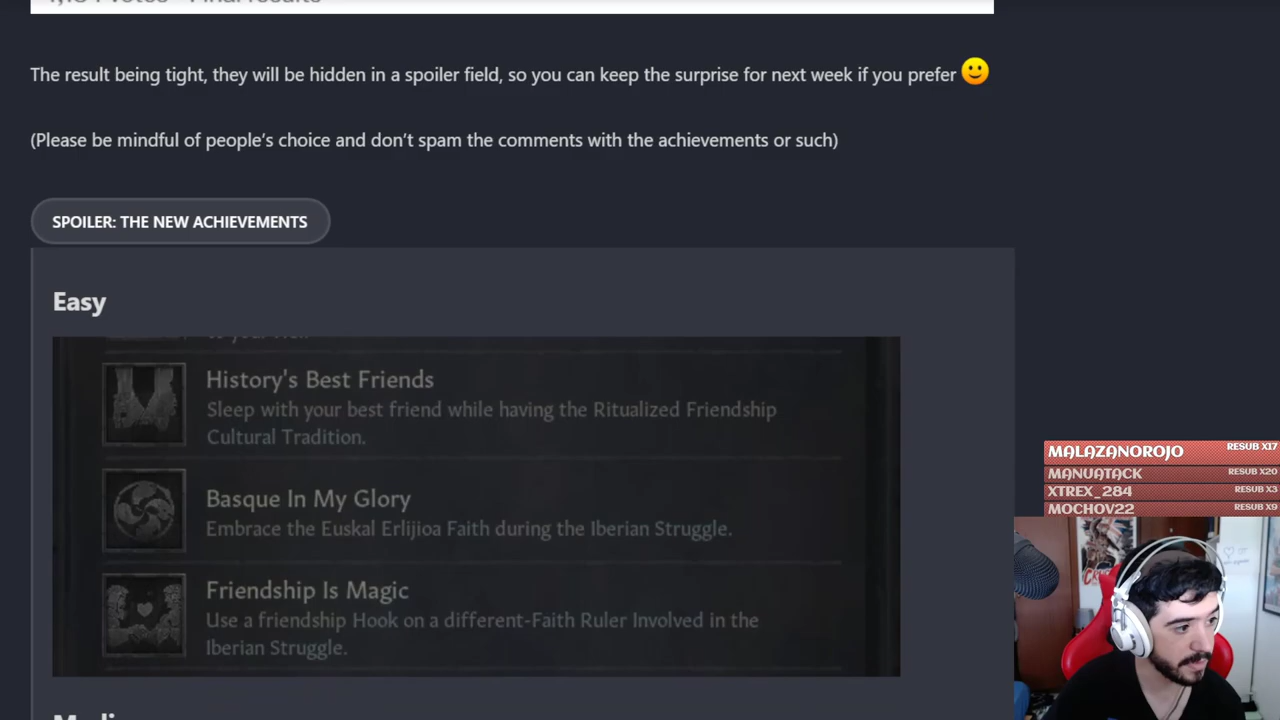 The result being tight, they will be hidden in a spoiler field, so you can keep the surprise for next week if you prefer
(Please be mindful of people's choice and don't spam the comments with the achievements or such)
SPOILER: THE NEW ACHIEVEMENTS
Easy
History's Best Friends
Sleep with your best friend while having the Ritualized Friendship
Cultural Tradition.
Basque In My Glory
Embrace the Euskal Erlijioa Faith during the Iberian Struggle.
Friendship Is Magic
Use a friendship Hook on a different-Faith Ruler Involved in the
Iberian Struggle.
MALAZANOROJO RESUB X17
MANUATACK RESUB X20
XTREX_284 RESUB X3
MOCHOV22 RESUB X9